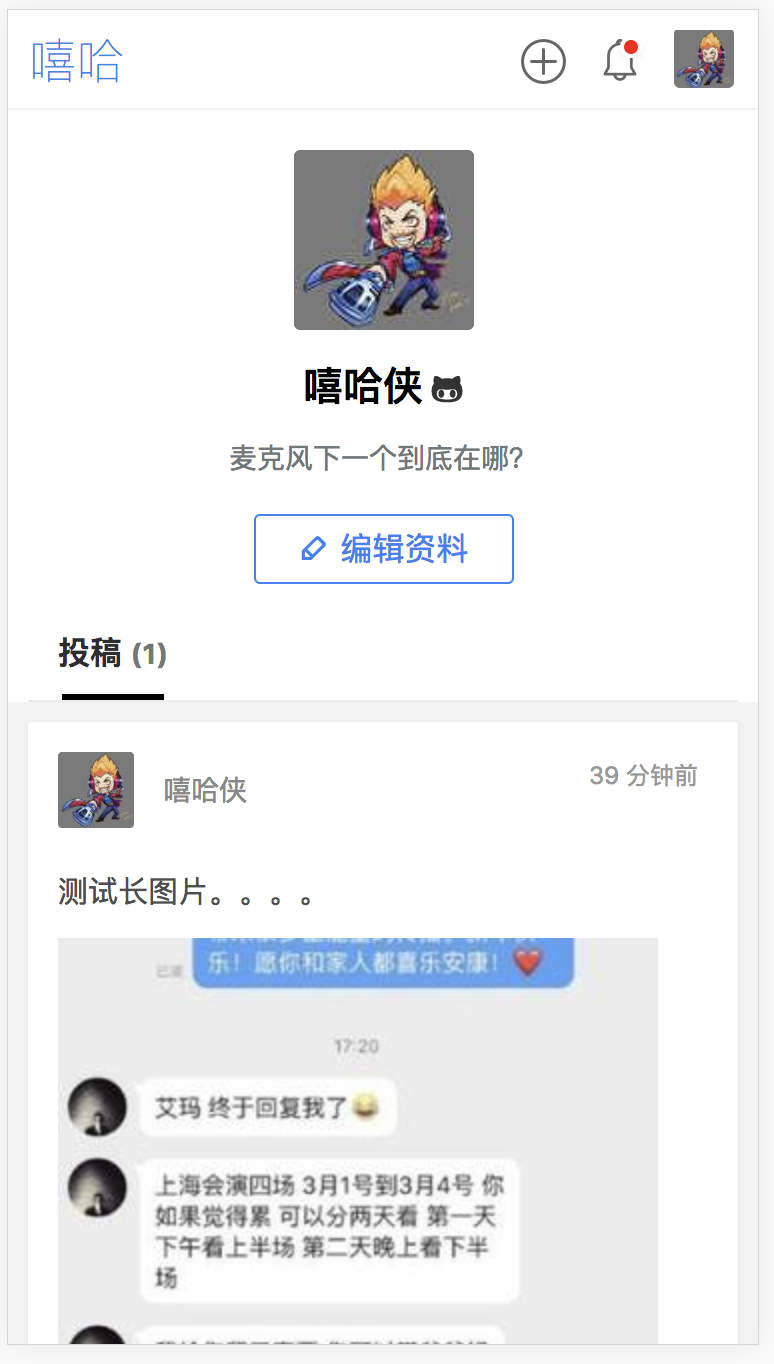 嘻哈
嘻哈侠
麦克风下一个到底在哪?
编辑资料
投稿 (1)
嘻哈侠
39 分钟前
测试长图片。。。。
乐！愿你和家人都喜乐安康！❤️
已读
17:20
艾玛 终于回复我了😂
上海会演四场 3月1号到3月4号 你
如果觉得累 可以分两天看 第一天
下午看上半场 第二天晚上看下半
场